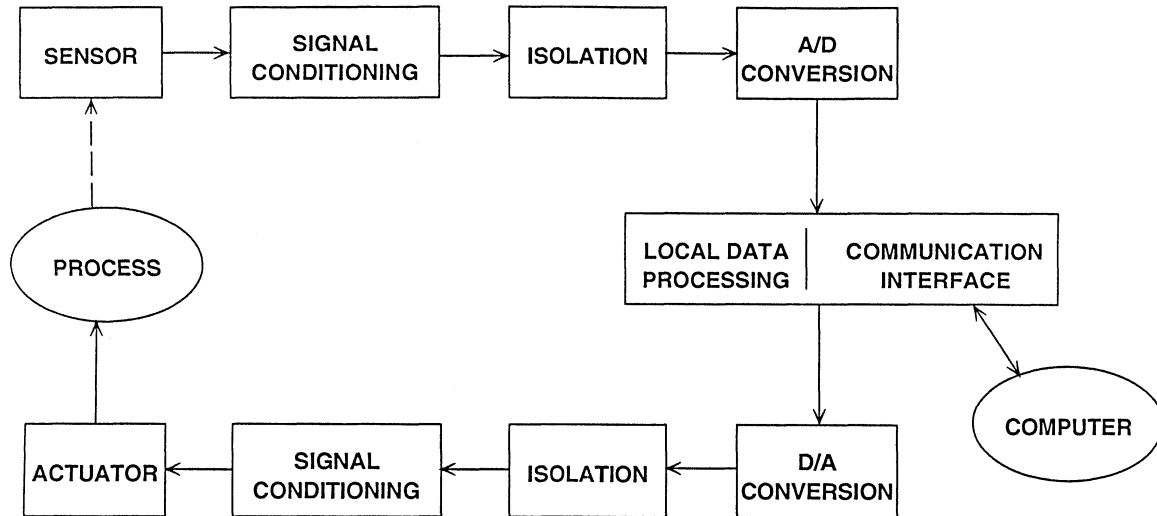 SENSOR
SIGNAL
CONDITIONING
ISOLATION
A/D
CONVERSION
PROCESS
LOCAL DATA
PROCESSING
COMMUNICATION
INTERFACE
COMPUTER
ACTUATOR
SIGNAL
CONDITIONING
ISOLATION
D/A
CONVERSION